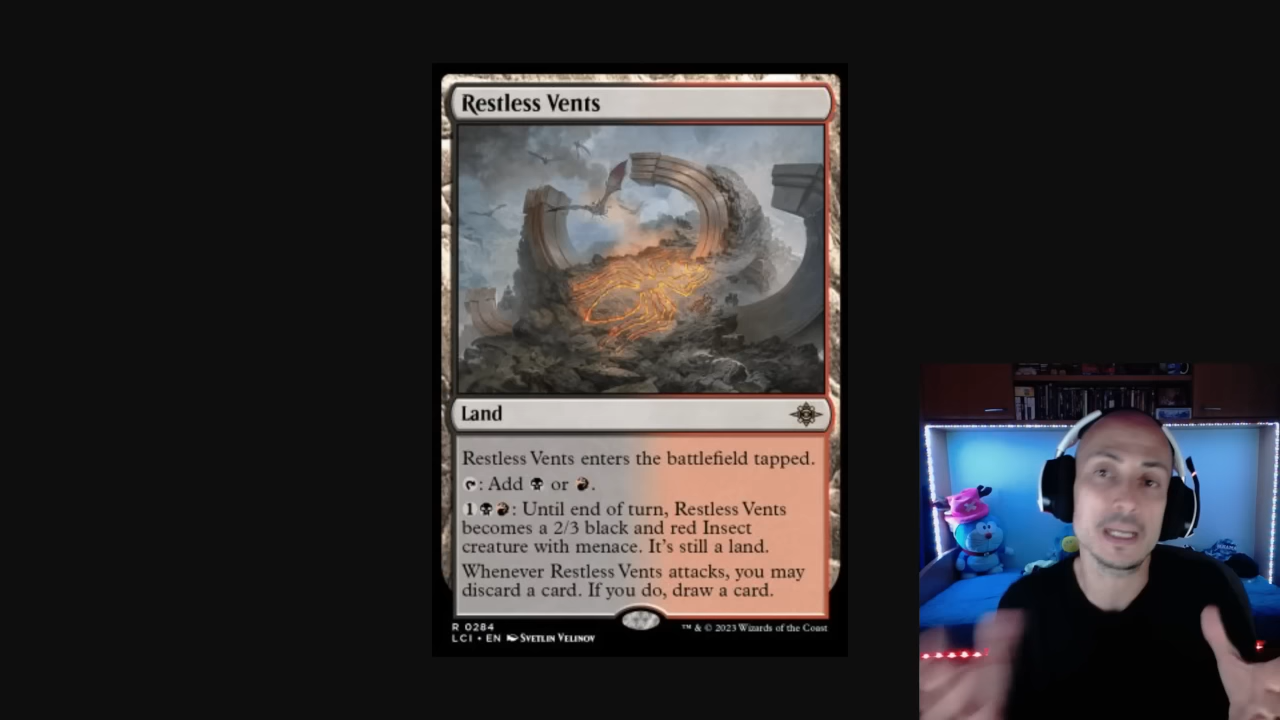 Restless Vents
Land
Restless Vents enters the battlefield tapped.
: Add or .
1 : Until end of turn, Restless Vents
becomes a 2/3 black and red Insect
creature with menace. It's still a land.
Whenever Restless Vents attacks, you may
discard a card. If you do, draw a card.
R 0284
LCI • EN Svetlin Velinov
™ & © 2023 Wizards of the Coast